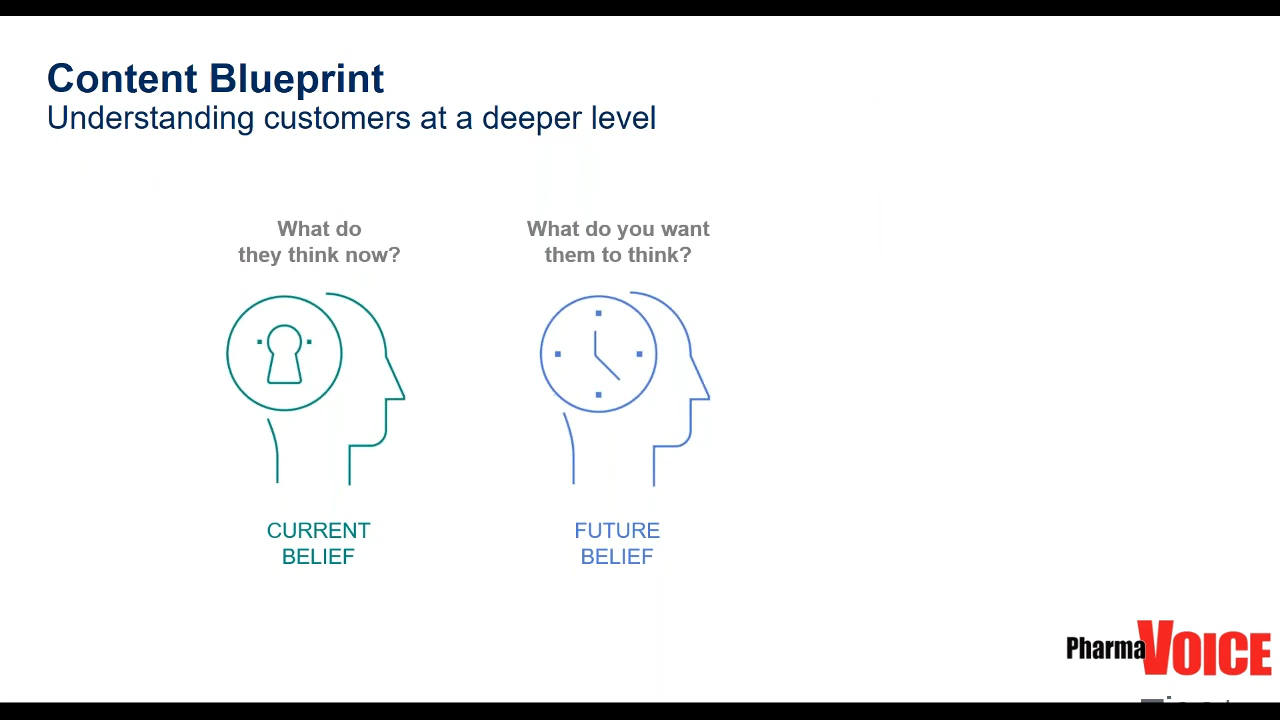 Content Blueprint
Understanding customers at a deeper level
What do
they think now?
What do you want
them to think?
CURRENT
BELIEF
FUTURE
BELIEF
PharmaVOICE